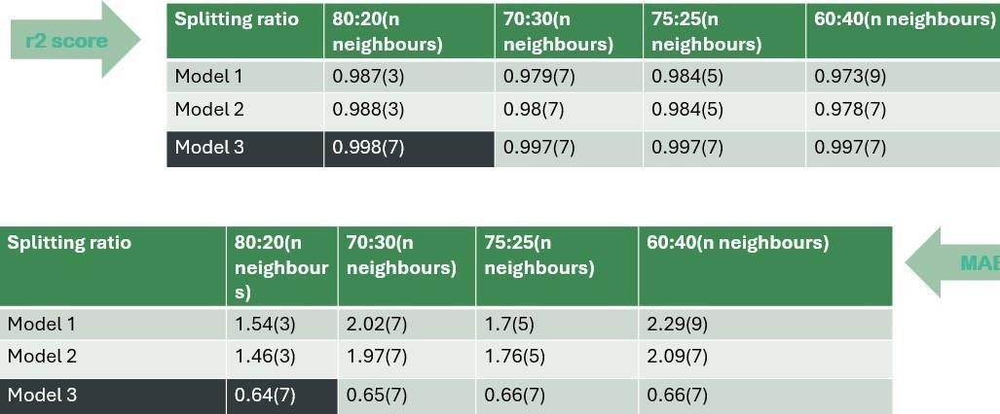 r2 score
Splitting ratio 80:20(n neighbours) 70:30(n neighbours) 75:25(n neighbours) 60:40(n neighbours)
Model 1 0.987(3) 0.979(7) 0.984(5) 0.973(9)
Model 2 0.988(3) 0.98(7) 0.984(5) 0.978(7)
Model 3 0.998(7) 0.997(7) 0.997(7) 0.997(7)
Splitting ratio 80:20(n neighbours) 70:30(n neighbours) 75:25(n neighbours) 60:40(n neighbours)
MAE
Model 1 1.54(3) 2.02(7) 1.7(5) 2.29(9)
Model 2 1.46(3) 1.97(7) 1.76(5) 2.09(7)
Model 3 0.64(7) 0.65(7) 0.66(7) 0.66(7)